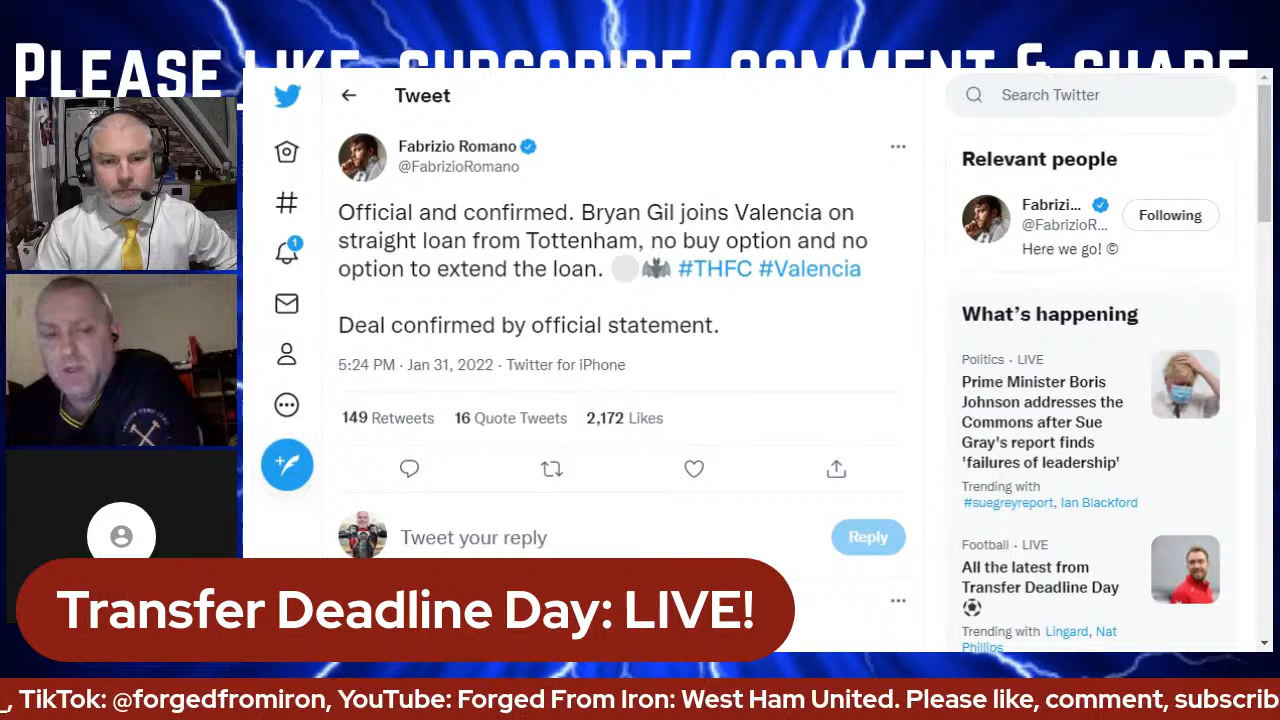 PLEASE LIKE, SUBSCRIBE, COMMENT & SHARE
Tweet
Fabrizio Romano
@FabrizioRomano
Official and confirmed. Bryan Gil joins Valencia on
straight loan from Tottenham, no buy option and no
option to extend the loan. #THFC #Valencia
Deal confirmed by official statement.
5:24 PM · Jan 31, 2022 · Twitter for iPhone
149 Retweets 16 Quote Tweets 2,172 Likes
Tweet your reply
Reply
1
Search Twitter
Relevant people
Fabrizi...
@FabrizioR...
Following
Here we go! ©
What’s happening
Politics · LIVE
Prime Minister Boris
Johnson addresses the
Commons after Sue
Gray's report finds
'failures of leadership'
Trending with
#suegreyreport, Ian Blackford
Football · LIVE
All the latest from
Transfer Deadline Day
Trending with Lingard, Nat
Phillips
Transfer Deadline Day: LIVE!
_, TikTok: @forgedfromiron, YouTube: Forged From Iron: West Ham United. Please like, comment, subscrib